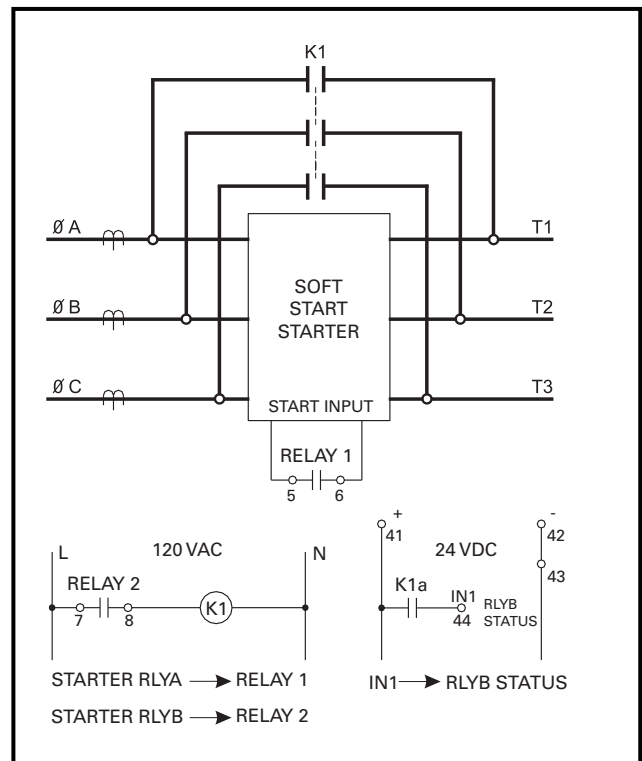 K1
Ø A
T1
SOFT
START
STARTER
Ø B
T2
Ø C
T3
START INPUT
RELAY 1
5 6
L 120 VAC N
RELAY 2
7 8
K1
+ -
41 24 VDC 42
43
K1a
IN1 RLYB
44 STATUS
STARTER RLYA → RELAY 1
IN1 → RLYB STATUS
STARTER RLYB → RELAY 2